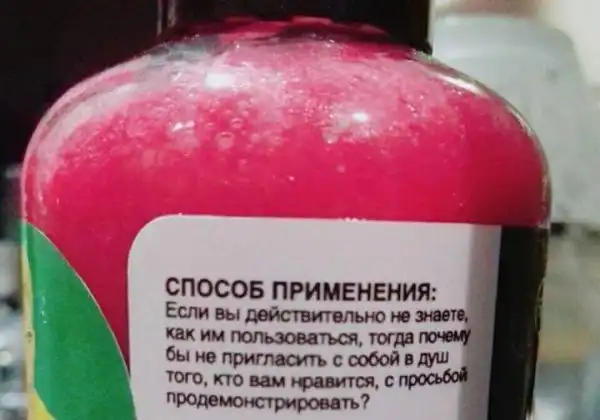 СПОСОБ ПРИМЕНЕНИЯ:
Если вы действительно не знаете,
как им пользоваться, тогда почему
бы не пригласить с собой в душ
того, кто вам нравится, с просьбой
продемонстрировать?